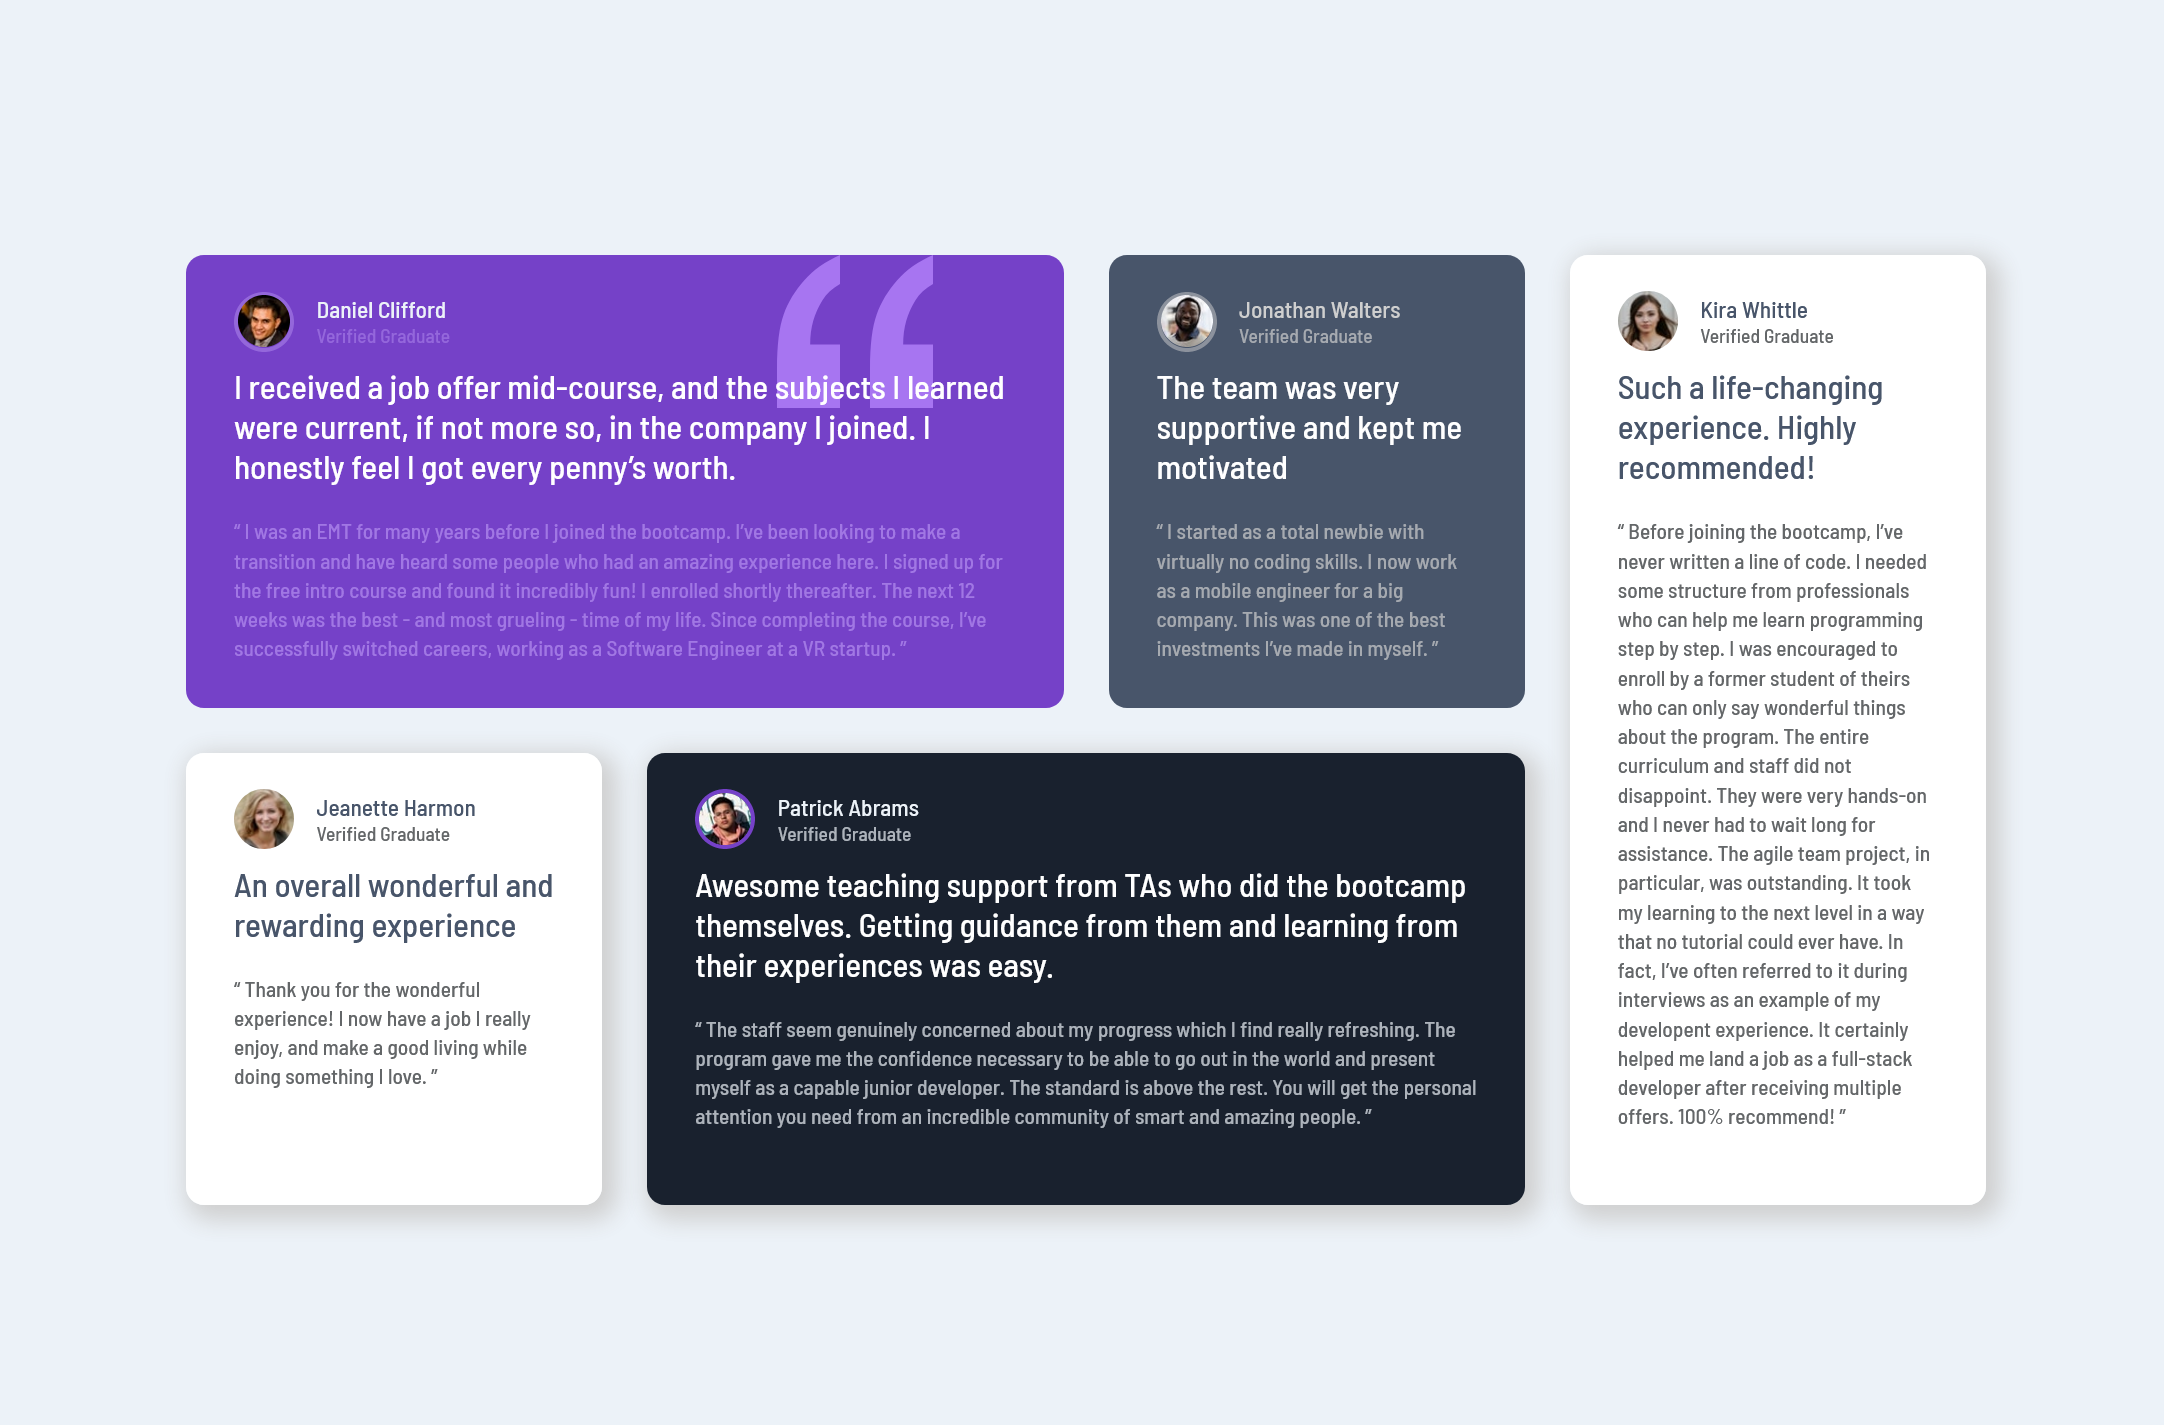 Daniel Clifford
Verified Graduate
I received a job offer mid-course, and the subjects I learned
were current, if not more so, in the company I joined. I
honestly feel I got every penny’s worth.
“ I was an EMT for many years before I joined the bootcamp. I’ve been looking to make a
transition and have heard some people who had an amazing experience here. I signed up for
the free intro course and found it incredibly fun! I enrolled shortly thereafter. The next 12
weeks was the best - and most grueling - time of my life. Since completing the course, I’ve
successfully switched careers, working as a Software Engineer at a VR startup. ”
Jonathan Walters
Verified Graduate
The team was very
supportive and kept me
motivated
“ I started as a total newbie with
virtually no coding skills. I now work
as a mobile engineer for a big
company. This was one of the best
investments I’ve made in myself. ”
Kira Whittle
Verified Graduate
Such a life-changing
experience. Highly
recommended!
“ Before joining the bootcamp, I’ve
never written a line of code. I needed
some structure from professionals
who can help me learn programming
step by step. I was encouraged to
enroll by a former student of theirs
who can only say wonderful things
about the program. The entire
curriculum and staff did not
disappoint. They were very hands-on
and I never had to wait long for
assistance. The agile team project, in
particular, was outstanding. It took
my learning to the next level in a way
that no tutorial could ever have. In
fact, I’ve often referred to it during
interviews as an example of my
developent experience. It certainly
helped me land a job as a full-stack
developer after receiving multiple
offers. 100% recommend! ”
Jeanette Harmon
Verified Graduate
An overall wonderful and
rewarding experience
“ Thank you for the wonderful
experience! I now have a job I really
enjoy, and make a good living while
doing something I love. ”
Patrick Abrams
Verified Graduate
Awesome teaching support from TAs who did the bootcamp
themselves. Getting guidance from them and learning from
their experiences was easy.
“ The staff seem genuinely concerned about my progress which I find really refreshing. The
program gave me the confidence necessary to be able to go out in the world and present
myself as a capable junior developer. The standard is above the rest. You will get the personal
attention you need from an incredible community of smart and amazing people. ”